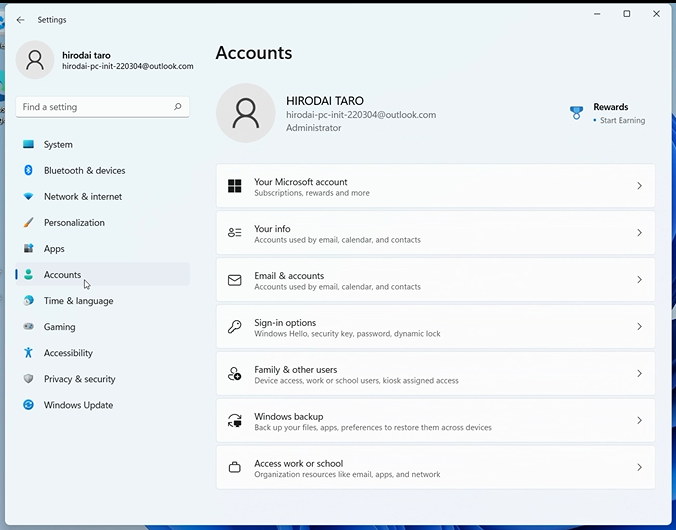 Settings
hirodai taro
hirodai-pc-init-220304@outlook.com
Find a setting
System
Bluetooth & devices
Network & internet
Personalization
Apps
Accounts
Time & language
Gaming
Accessibility
Privacy & security
Windows Update
Accounts
HIRODAI TARO
hirodai-pc-init-220304@outlook.com
Administrator
Rewards
• Start Earning
Your Microsoft account
Subscriptions, rewards and more
Your info
Accounts used by email, calendar, and contacts
Email & accounts
Accounts used by email, calendar, and contacts
Sign-in options
Windows Hello, security key, password, dynamic lock
Family & other users
Device access, work or school users, kiosk assigned access
Windows backup
Back up your files, apps, preferences to restore them across devices
Access work or school
Organization resources like email, apps, and network